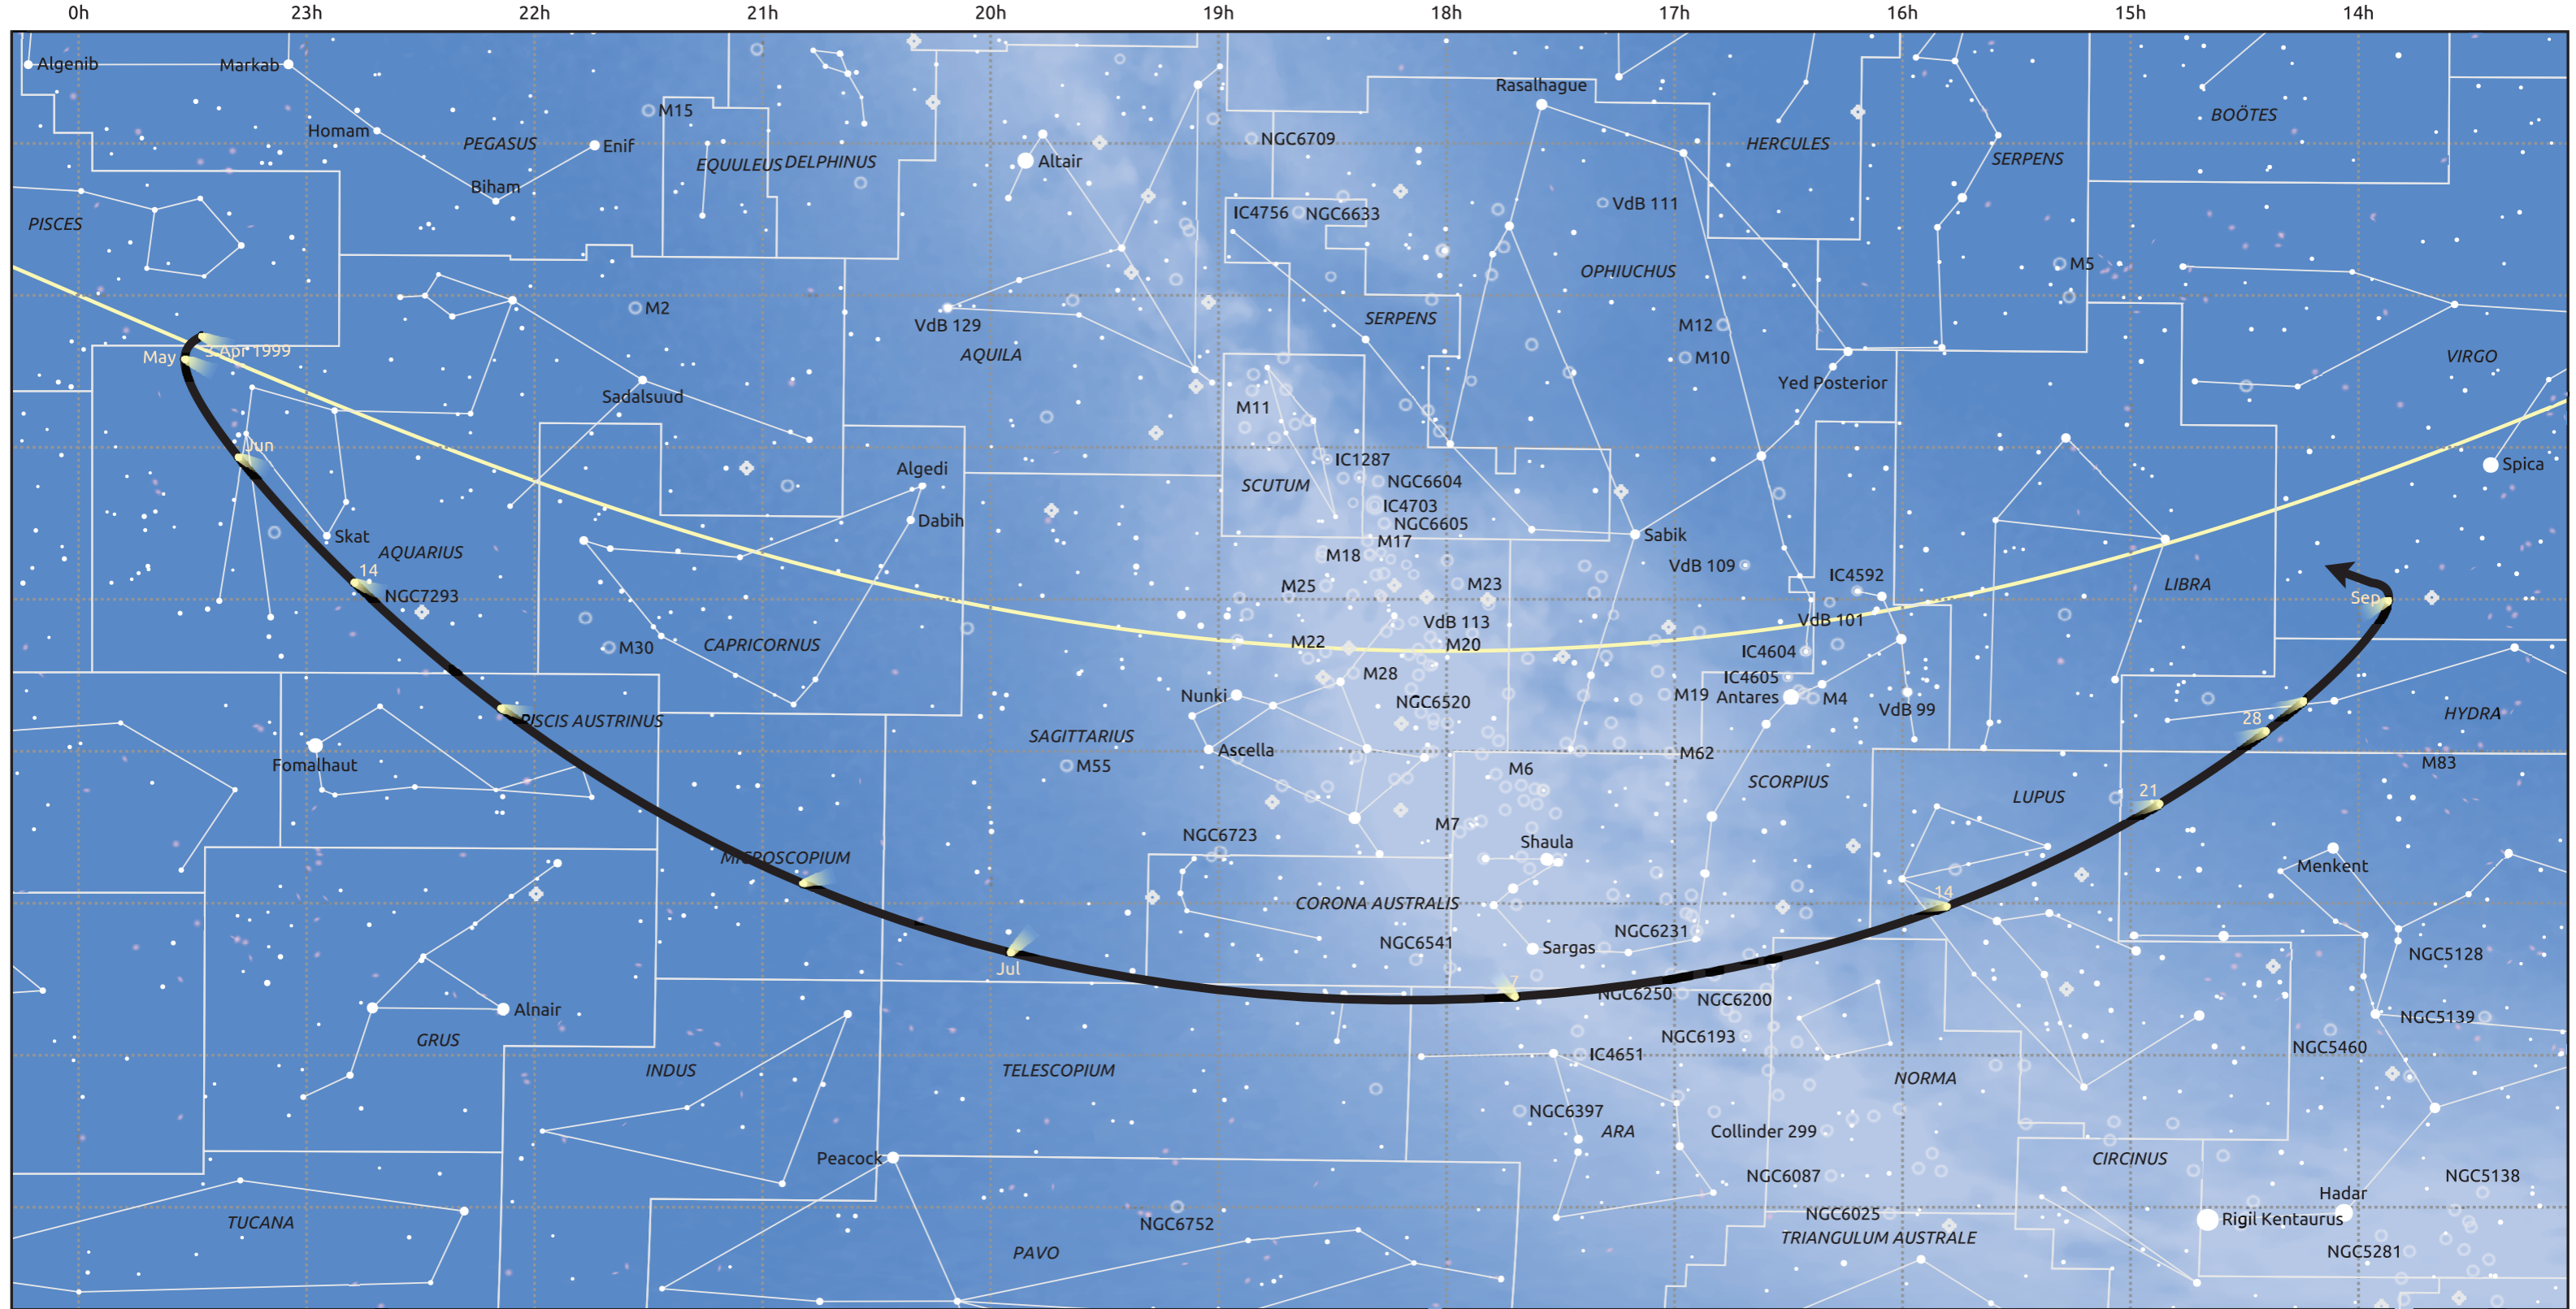 0h 23h 22h 21h 20h 19h 18h 17h 16h 15h 14h
Algenib
Markab
Rasalhague
M15
BOÖTES
Homam
PEGASUS
Enif
NGC6709
HERCULES
EQUULEUS
DELPHINUS
Altair
SERPENS
Biham
VdB 111
PISCES
IC4756
NGC6633
M5
OPHIUCHUS
M2
SERPENS
VdB 129
M12
May
3 Apr 1999
AQUILA
M10
VIRGO
Yed Posterior
Sadalsuud
M11
Jun
IC1287
Algedi
Spica
NGC6604
SCUTUM
IC4703
Dabih
NGC6605
Skat
Sabik
M17
AQUARIUS
M18
VdB 109
14
IC4592
M25
M23
LIBRA
NGC7293
Sep
VdB 113
VdB 101
M22
M20
CAPRICORNUS
M30
IC4604
M28
IC4605
Nunki
M19
Antares
M4
NGC6520
VdB 99
HYDRA
PISCIS AUSTRINUS
28
SAGITTARIUS
Ascella
M62
Fomalhaut
M55
M83
M6
SCORPIUS
21
LUPUS
M7
NGC6723
Shaula
MICROSCOPIUM
Menkent
14
CORONA AUSTRALIS
NGC6231
NGC6541
Sargas
NGC5128
Jul
7
NGC6250
NGC6200
Alnair
NGC5139
GRUS
NGC6193
NGC5460
IC4651
INDUS
TELESCOPIUM
NORMA
NGC6397
ARA
Collinder 299
Peacock
CIRCINUS
NGC6087
NGC5138
Hadar
TUCANA
NGC6752
NGC6025
Rigil Kentaurus
TRIANGULUM AUSTRALE
PAVO
NGC5281